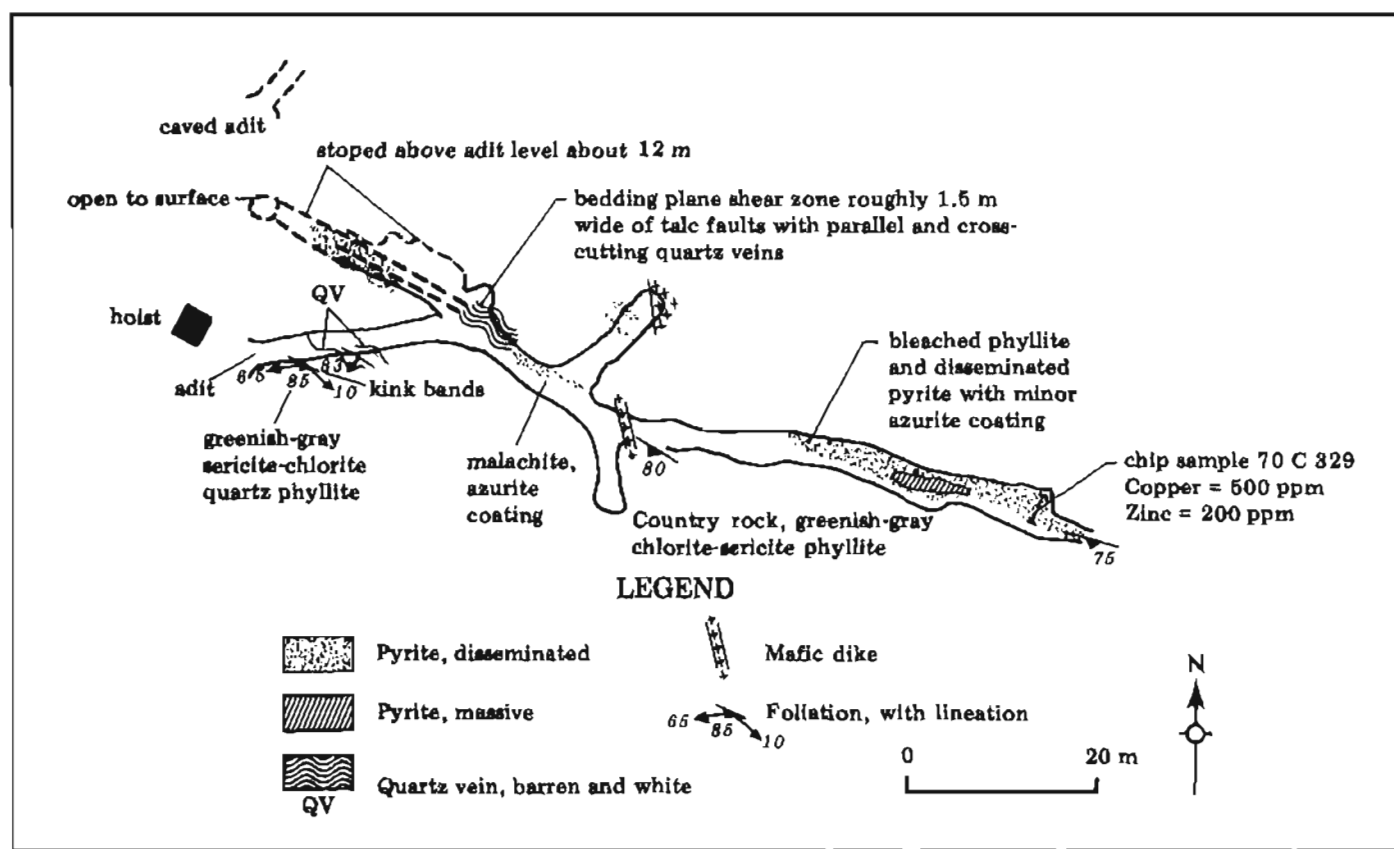 caved adit
stoped above adit level about 12 m
open to surface
bedding plane shear zone roughly 1.5 m
wide of talc faults with parallel and cross-
cutting quartz veins
QV
hoist
bleached phyllite
and disseminated
pyrite with minor
azurite coating
adit
65
85
83
10
kink bands
greenish-gray
sericite-chlorite
quartz phyllite
malachite,
azurite
coating
80
chip sample 70 C 329
Copper = 500 ppm
Zinc = 200 ppm
Country rock, greenish-gray
chlorite-sericite phyllite
75
LEGEND
Pyrite, disseminated
Mafic dike
N
Pyrite, massive
65
85
10
Foliation, with lineation
0 20 m
Quartz vein, barren and white
QV